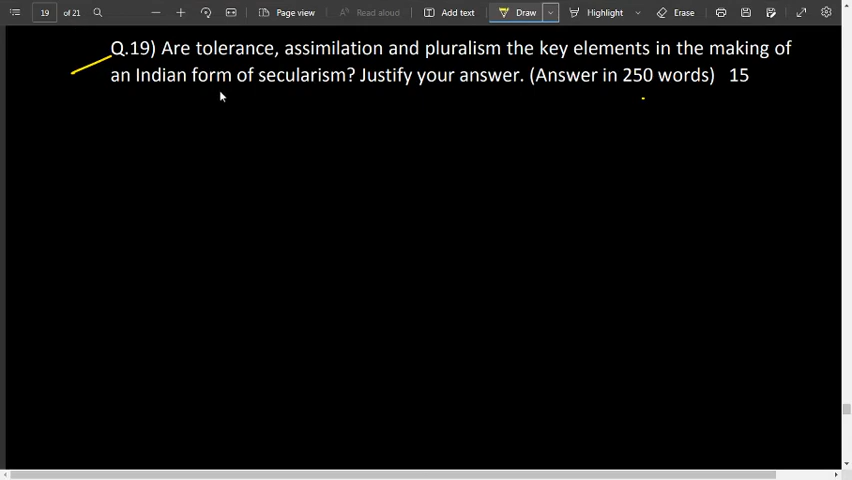 19 of 21 Page view Read aloud Add text Draw Highlight Erase
Q.19) Are tolerance, assimilation and pluralism the key elements in the making of
an Indian form of secularism? Justify your answer. (Answer in 250 words) 15